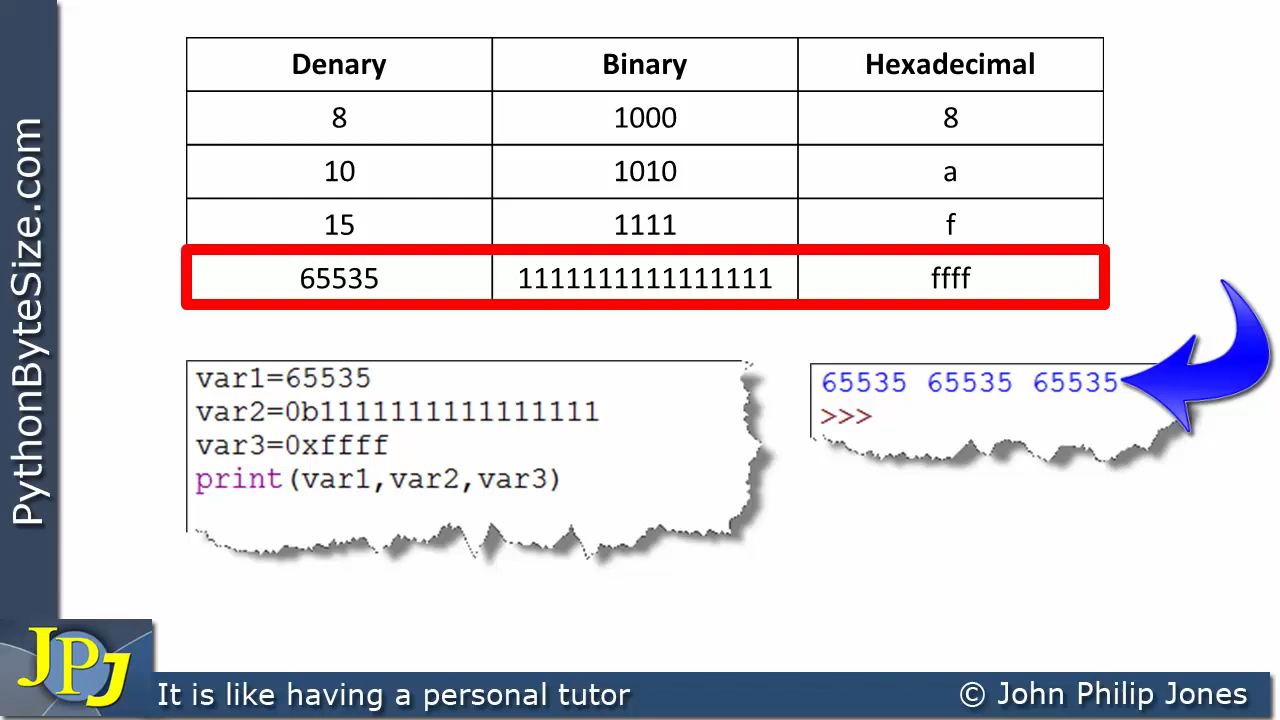 PythonByteSize.com
Denary Binary Hexadecimal
8 1000 8
10 1010 a
15 1111 f
65535 1111111111111111 ffff
var1=65535
var2=0b1111111111111111
var3=0xffff
print(var1,var2,var3)
65535 65535 65535
>>>
JPJ
It is like having a personal tutor
© John Philip Jones